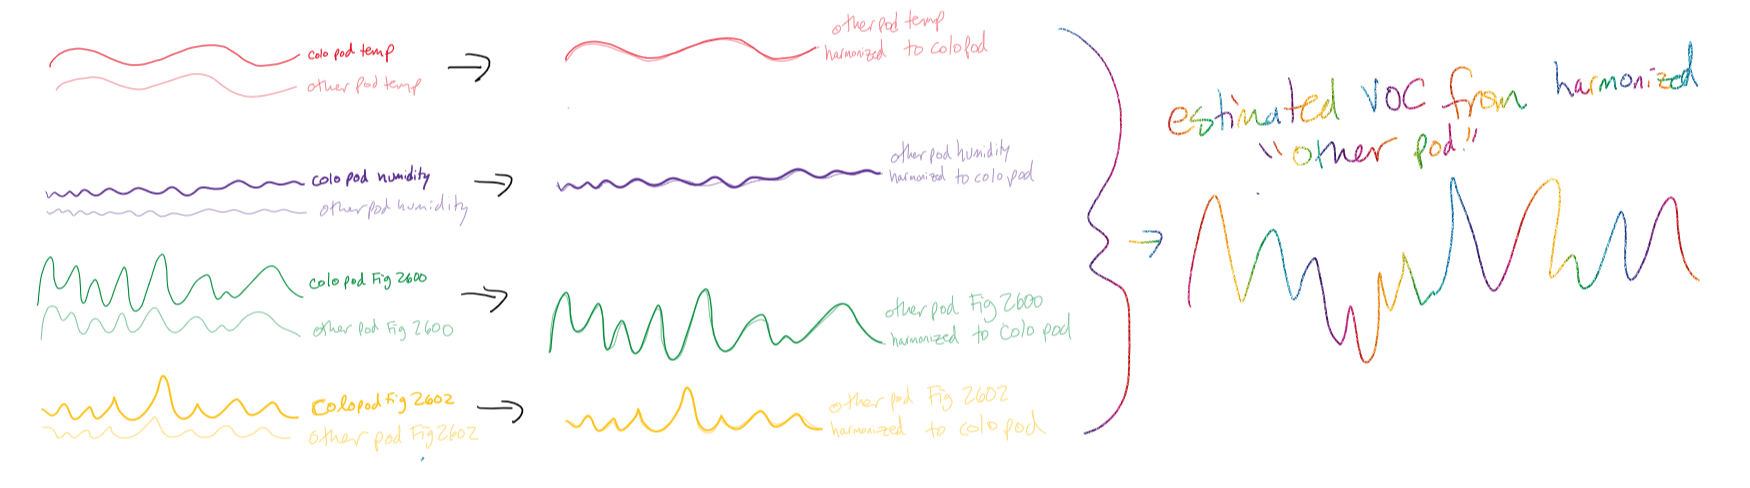 colo pod temp
other pod temp
other pod temp
harmonized to colo pod
colo pod humidity
other pod humidity
other pod humidity
harmonized to colo pod
colo pod Fig 2600
other pod Fig 2600
other pod Fig 2600
harmonized to Colo pod
Colo pod Fig 2602
other pod Fig 2602
other pod Fig 2602
harmonized to colo pod
estimated VOC from harmonized
"other pod"